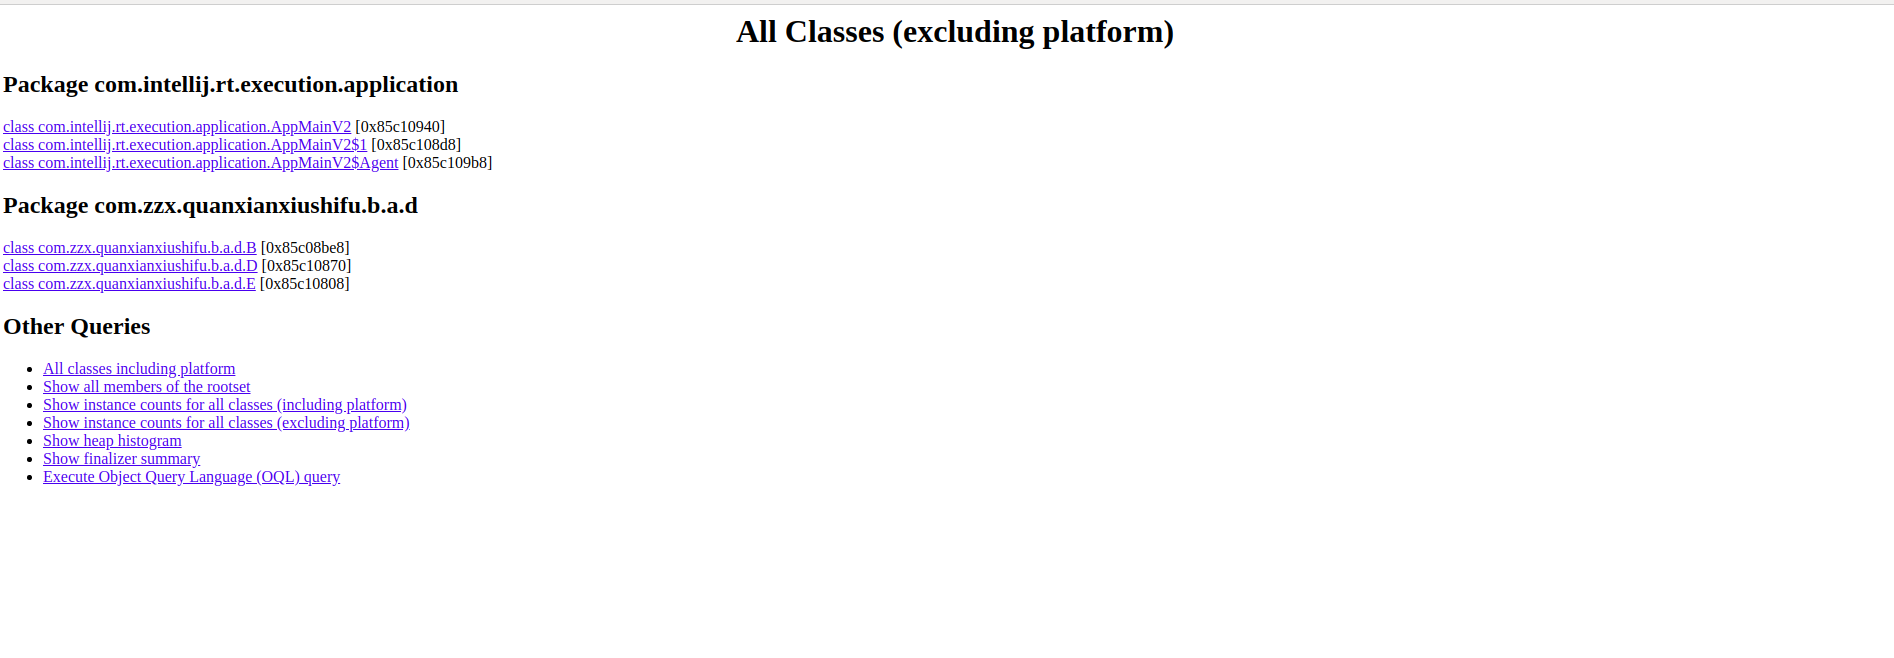 All Classes (excluding platform)
Package com.intellij.rt.execution.application
class com.intellij.rt.execution.application.AppMainV2 [0x85c10940]
class com.intellij.rt.execution.application.AppMainV2$1 [0x85c108d8]
class com.intellij.rt.execution.application.AppMainV2$Agent [0x85c109b8]
Package com.zzx.quanxianxiushifu.b.a.d
class com.zzx.quanxianxiushifu.b.a.d.B [0x85c08be8]
class com.zzx.quanxianxiushifu.b.a.d.D [0x85c10870]
class com.zzx.quanxianxiushifu.b.a.d.E [0x85c10808]
Other Queries
All classes including platform
Show all members of the rootset
Show instance counts for all classes (including platform)
Show instance counts for all classes (excluding platform)
Show heap histogram
Show finalizer summary
Execute Object Query Language (OQL) query